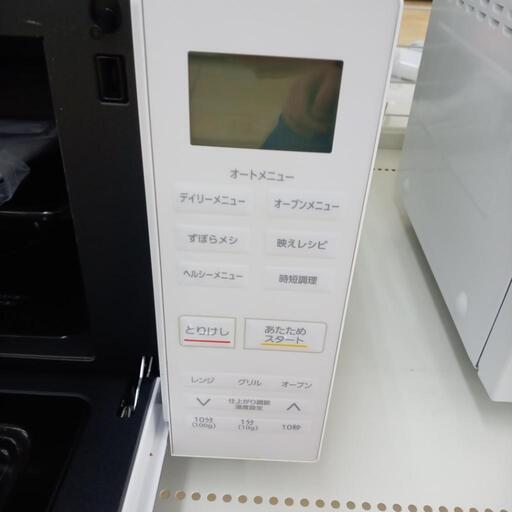 オートメニュー
デイリーメニュー
オーブンメニュー
ずぼらメシ
映えレシピ
ヘルシーメニュー
時短調理
とりけし
あたため
スタート
レンジ
グリル
オーブン
仕上がり調節
温度設定
10分
(100g)
1分
(10g)
10秒